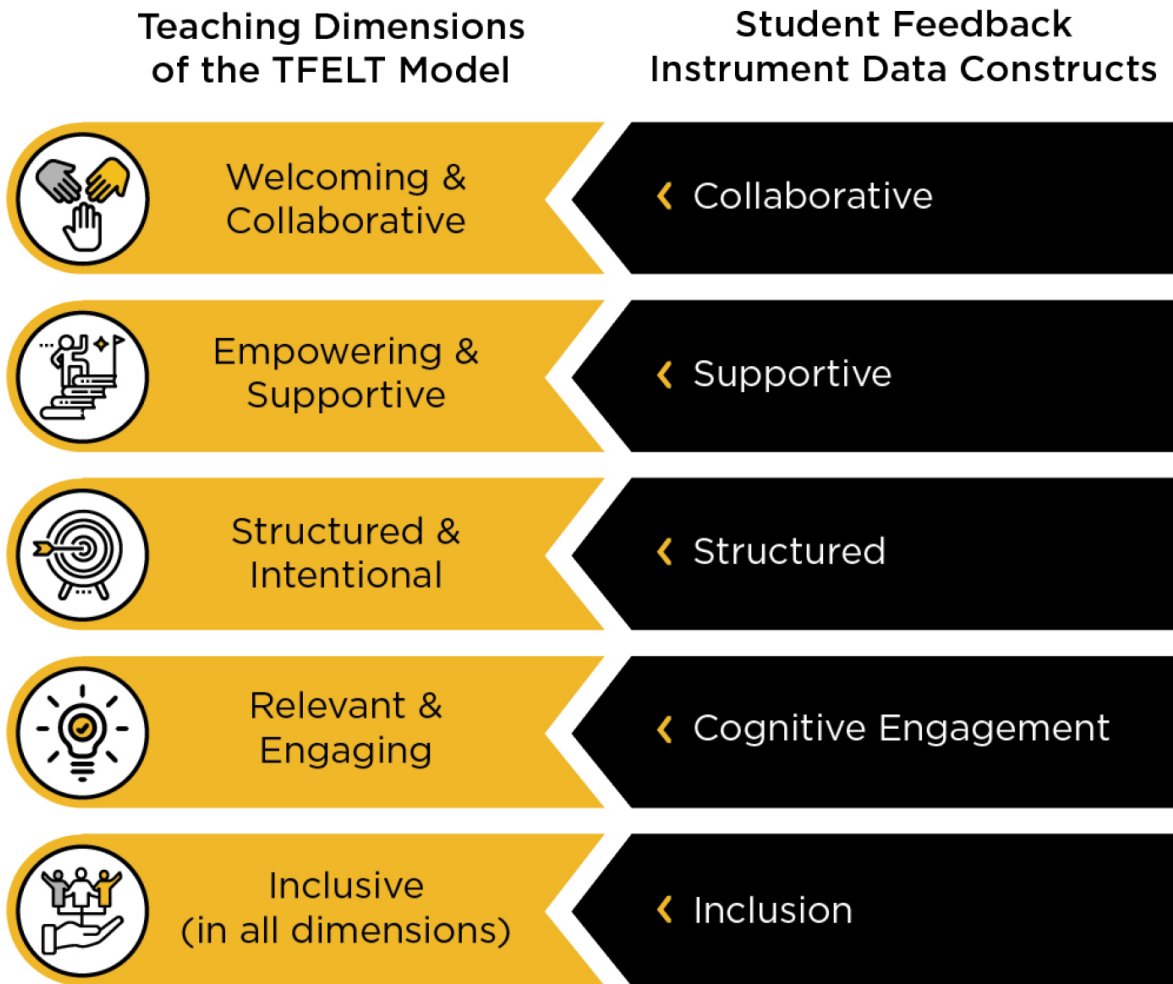 Teaching Dimensions
of the TFELT Model
Student Feedback
Instrument Data Constructs
Welcoming &
Collaborative
Collaborative
Empowering &
Supportive
Supportive
Structured &
Intentional
Structured
Relevant &
Engaging
Cognitive Engagement
Inclusive
(in all dimensions)
Inclusion